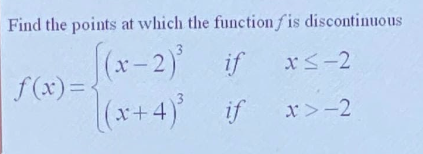 Find the points at which the function f is discontinuous
f(x) = { (x-2)³ if x ≤ -2
(x+4)³ if x > -2